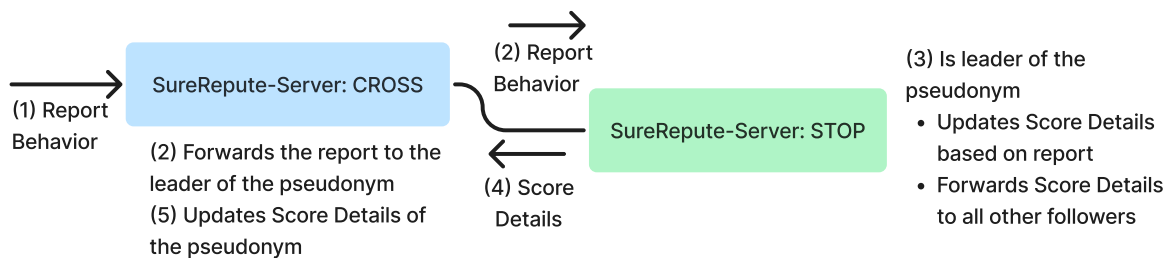 (1) Report
Behavior
SureRepute-Server: CROSS
(2) Forwards the report to the
leader of the pseudonym
(5) Updates Score Details of
the pseudonym
(2) Report
Behavior
(4) Score
Details
SureRepute-Server: STOP
(3) Is leader of the
pseudonym
• Updates Score Details
based on report
• Forwards Score Details
to all other followers